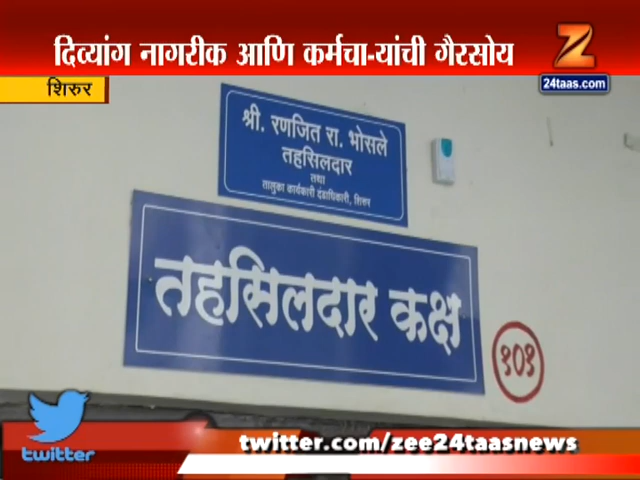 दिव्यांग नागरीक आणि कर्मचा-यांची गैरसोय
शिरुर
24taas.com
श्री. रणजित रा. भोसले
तहसिलदार
तथा
तालुका कार्यकारी दंडाधिकारी, शिरुर
तहसिलदार कक्ष
१०१
twitter
twitter.com/zee24taasnews